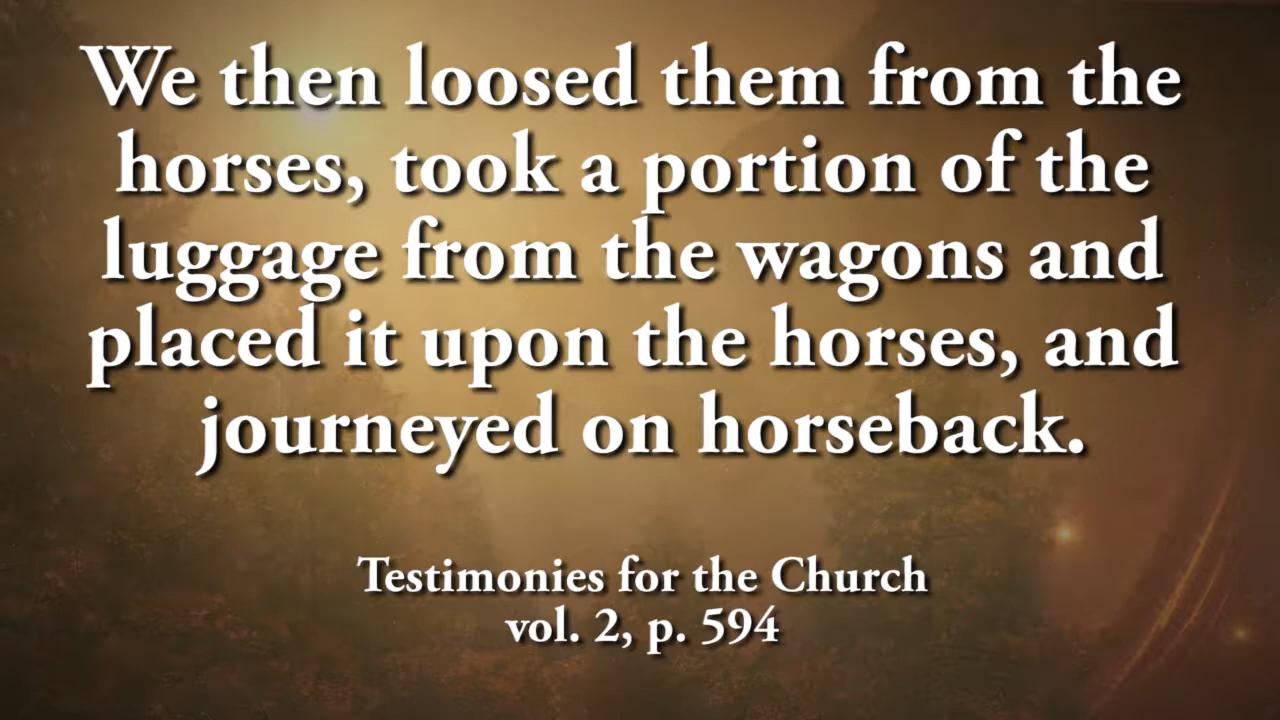 We then loosed them from the
horses, took a portion of the
luggage from the wagons and
placed it upon the horses, and
journeyed on horseback.
Testimonies for the Church
vol. 2, p. 594